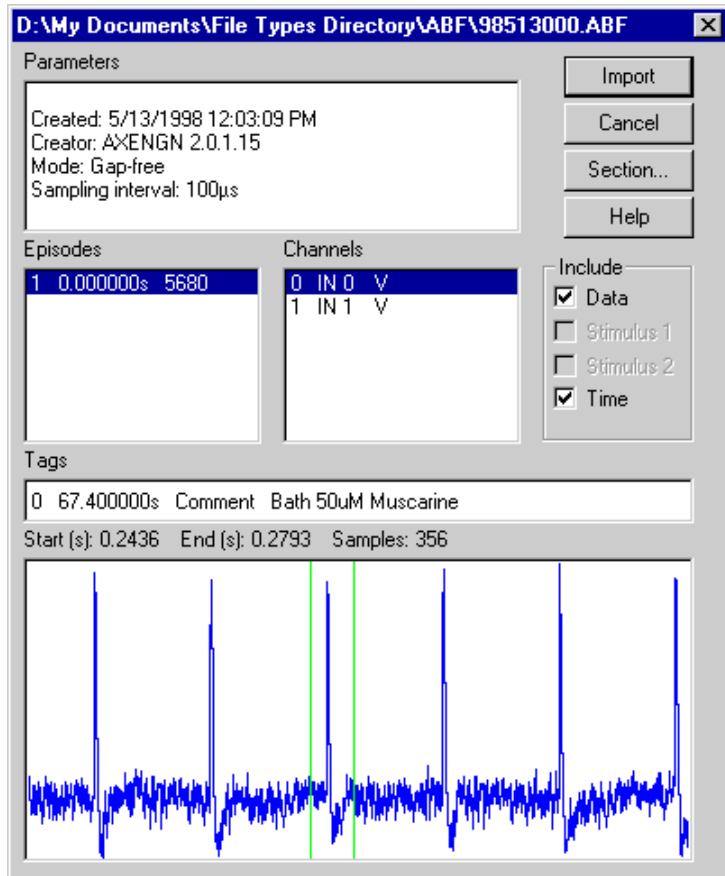 D:\My Documents\File Types Directory\ABF\98513000.ABF
Parameters
Created: 5/13/1998 12:03:09 PM
Creator: AXENGN 2.0.1.15
Mode: Gap-free
Sampling interval: 100µs
Import
Cancel
Section...
Help
Episodes
1 0.000000s 5680
Channels
0 IN 0 V
1 IN 1 V
Include
Data
Stimulus 1
Stimulus 2
Time
Tags
0 67.400000s Comment Bath 50uM Muscarine
Start (s): 0.2436 End (s): 0.2793 Samples: 356